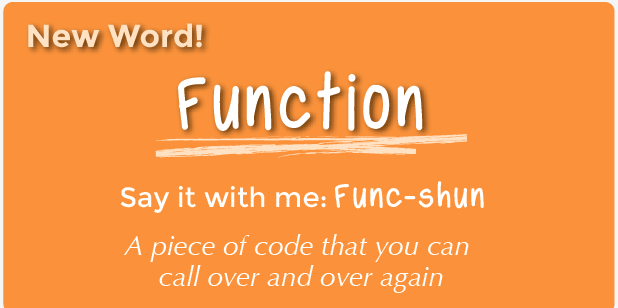 New Word!
Function
Say it with me: Func-shun
A piece of code that you can
call over and over again